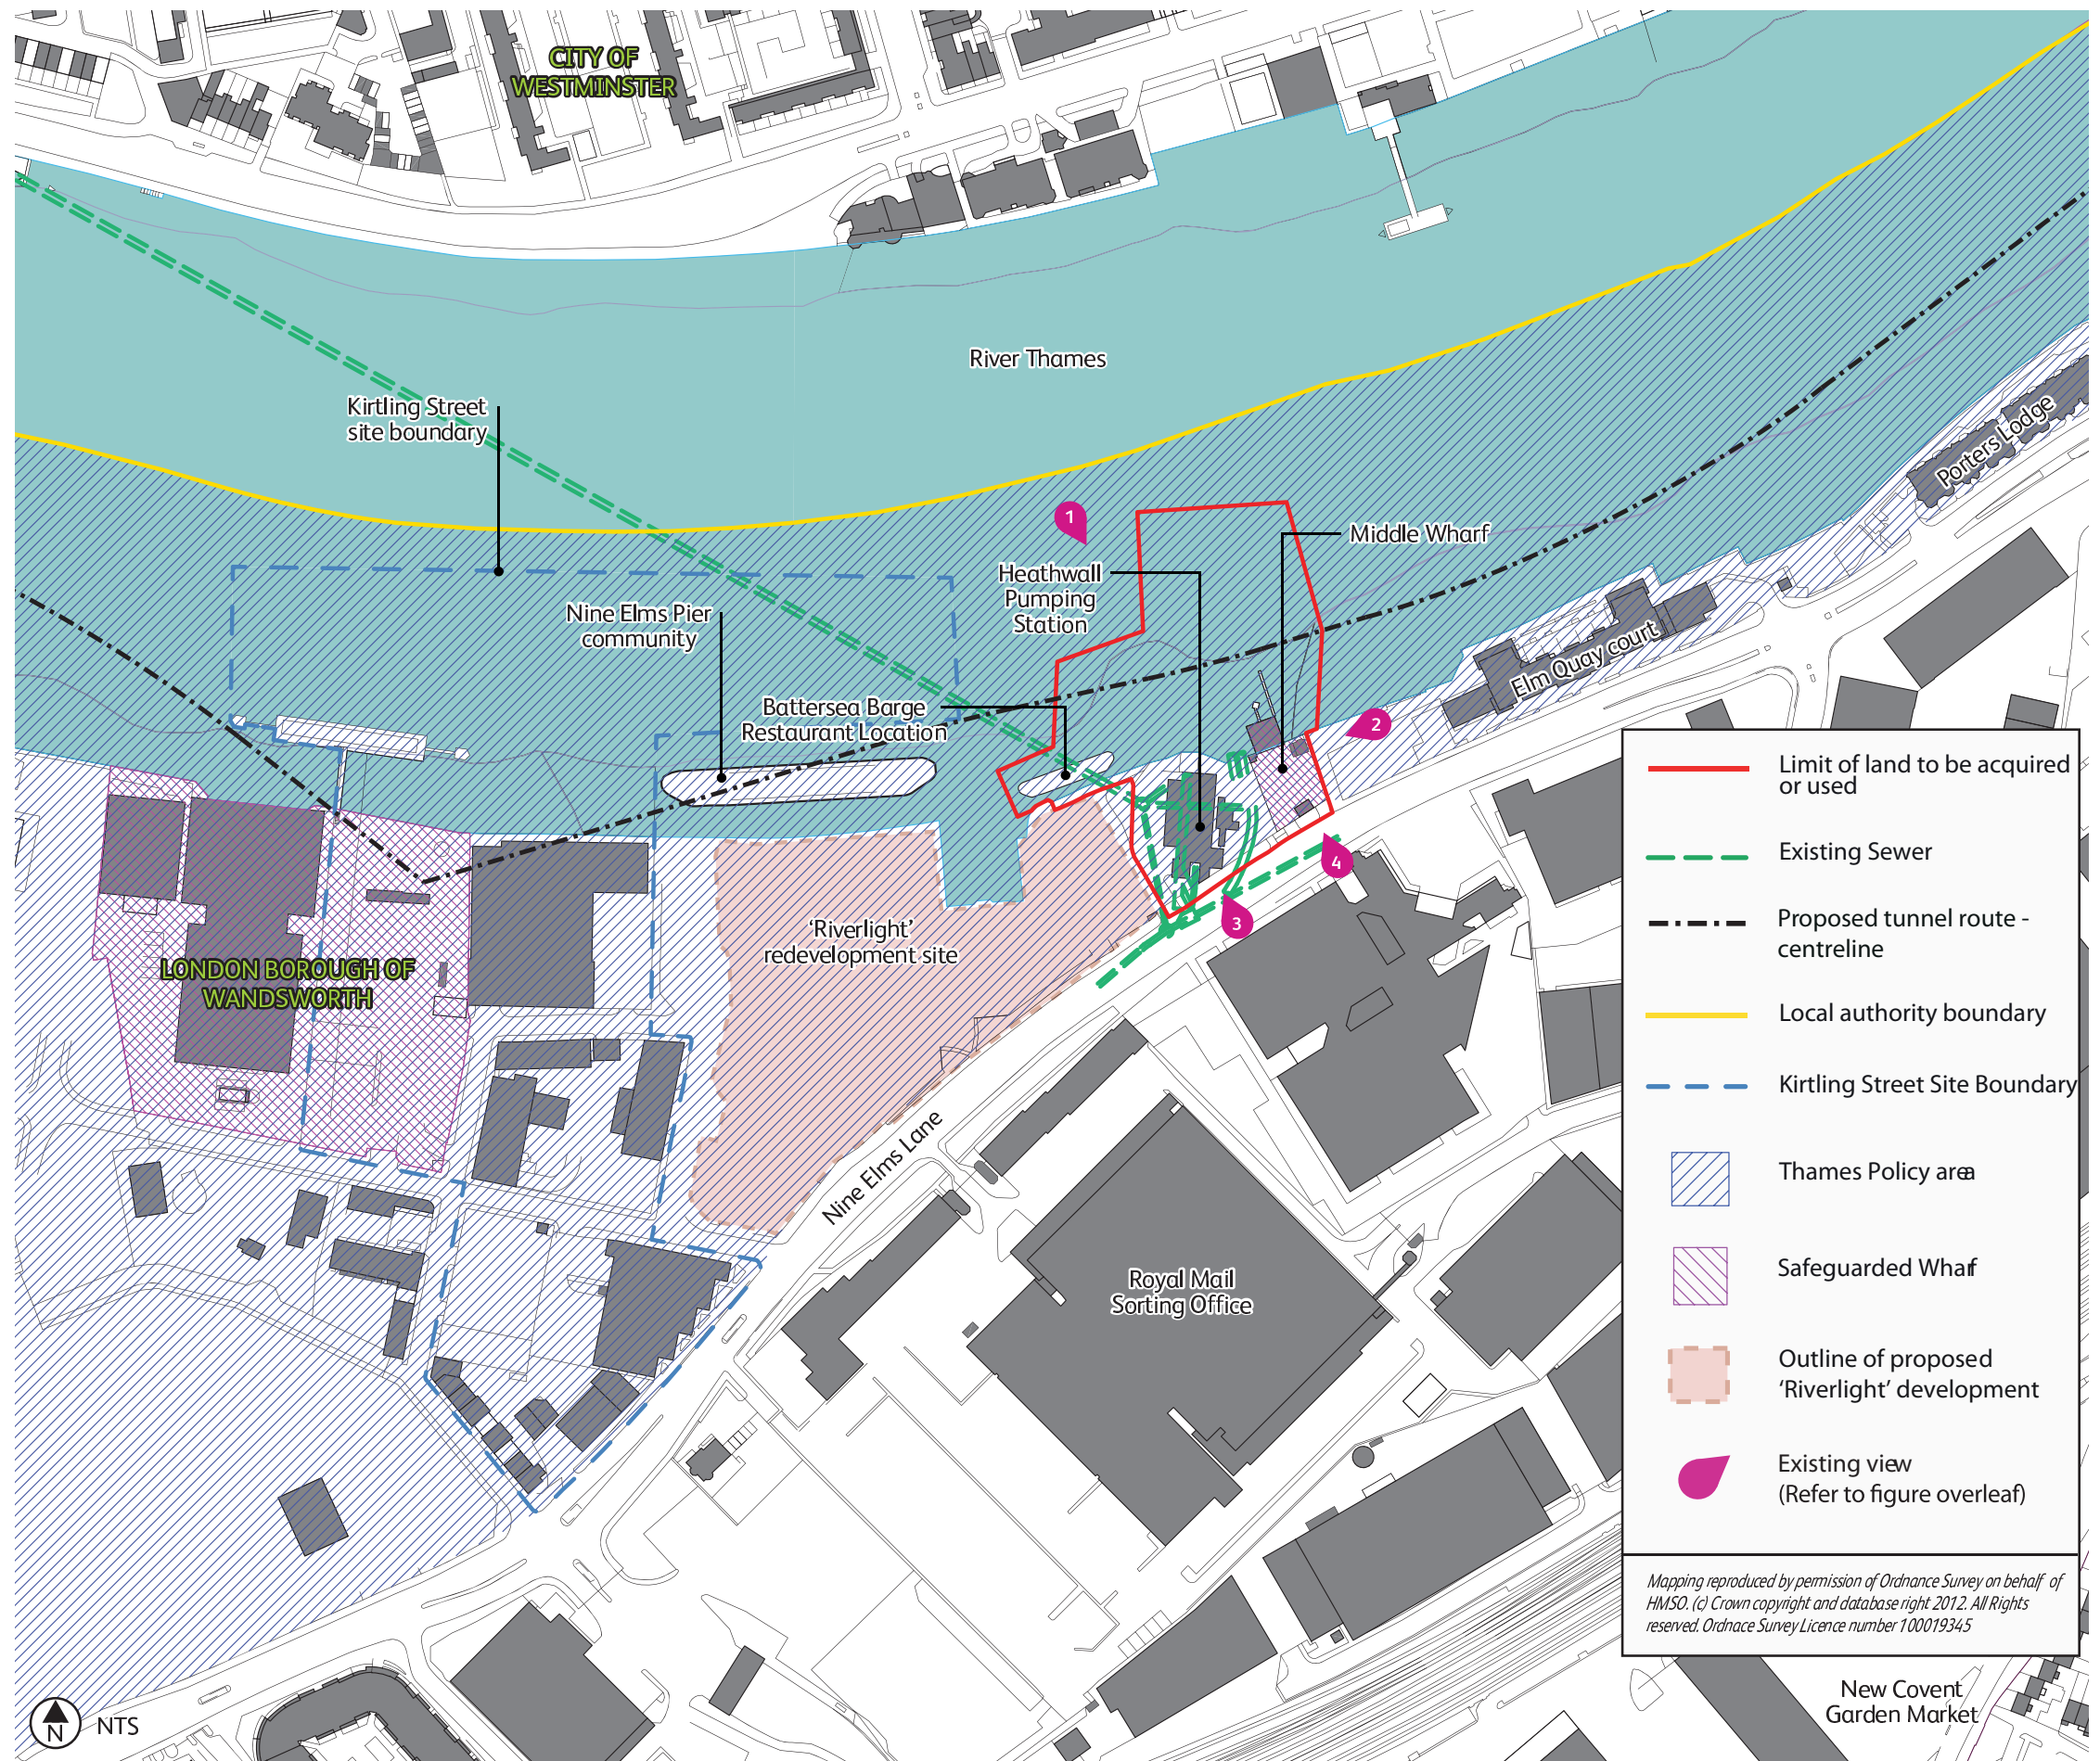 CITY OF
WESTMINSTER
River Thames
Kirtling Street
site boundary
1
Middle Wharf
Heathwall
Pumping
Station
Nine Elms Pier
community
Battersea Barge
Restaurant Location
2
Porters Lodge
Elm Quay court
4
3
'Riverlight'
redevelopment site
LONDON BOROUGH OF
WANDSWORTH
Nine Elms Lane
Royal Mail
Sorting Office
Limit of land to be acquired
or used
Existing Sewer
Proposed tunnel route -
centreline
Local authority boundary
Kirtling Street Site Boundary
Thames Policy area
Safeguarded Wharf
Outline of proposed
'Riverlight' development
Existing view
(Refer to figure overleaf)
Mapping reproduced by permission of Ordnance Survey on behalf of
HMSO. (c) Crown copyright and database right 2012. All Rights
reserved. Ordnace Survey Licence number 100019345
New Covent
Garden Market
N
NTS